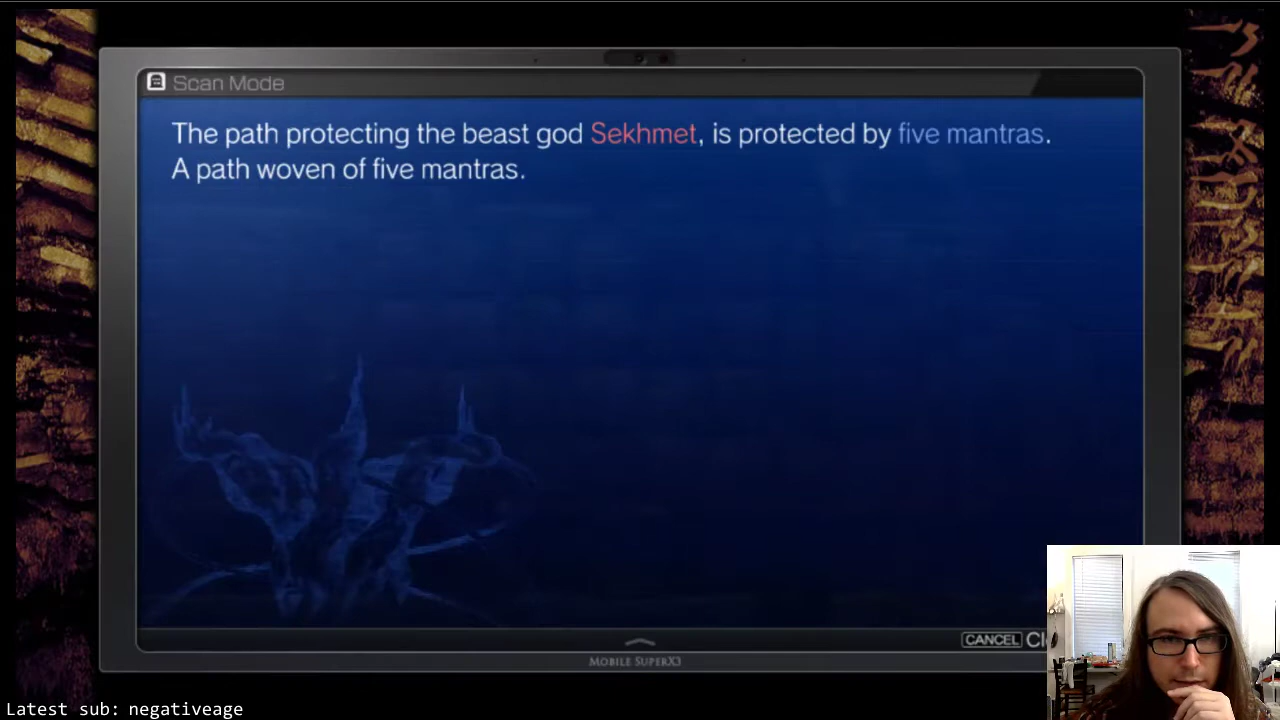 Scan Mode
The path protecting the beast god Sekhmet, is protected by five mantras.
A path woven of five mantras.
CANCEL
MOBILE SUPERX3
Latest sub: negativeage